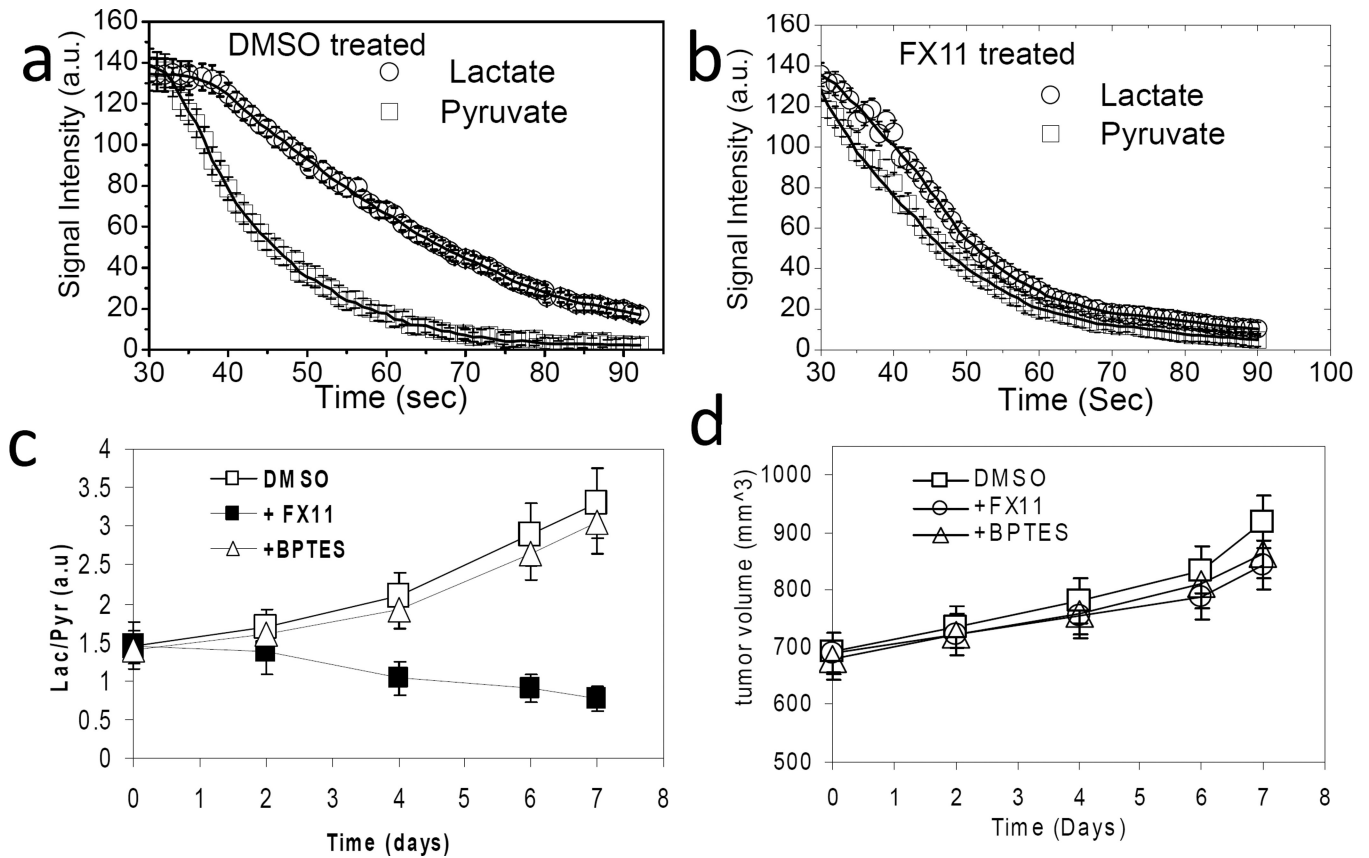 a
160
140
120
100
80
60
40
20
0
Signal Intensity (a.u.)
DMSO treated
Lactate
Pyruvate
30 40 50 60 70 80 90
Time (sec)
b
160
140
120
100
80
60
40
20
0
Signal Intensity (a.u.)
FX11 treated
Lactate
Pyruvate
30 40 50 60 70 80 90 100
Time (Sec)
c
4
3.5
3
2.5
2
1.5
1
0.5
0
Lac/Pyr (a.u)
DMSO
+ FX11
+BPTES
0 1 2 4 5 6 7 8
Time (days)
d
1000
900
800
700
600
500
tumor volume (mm^3)
DMSO
+FX11
+BPTES
0 1 2 3 4 5 6 7 8
Time (Days)